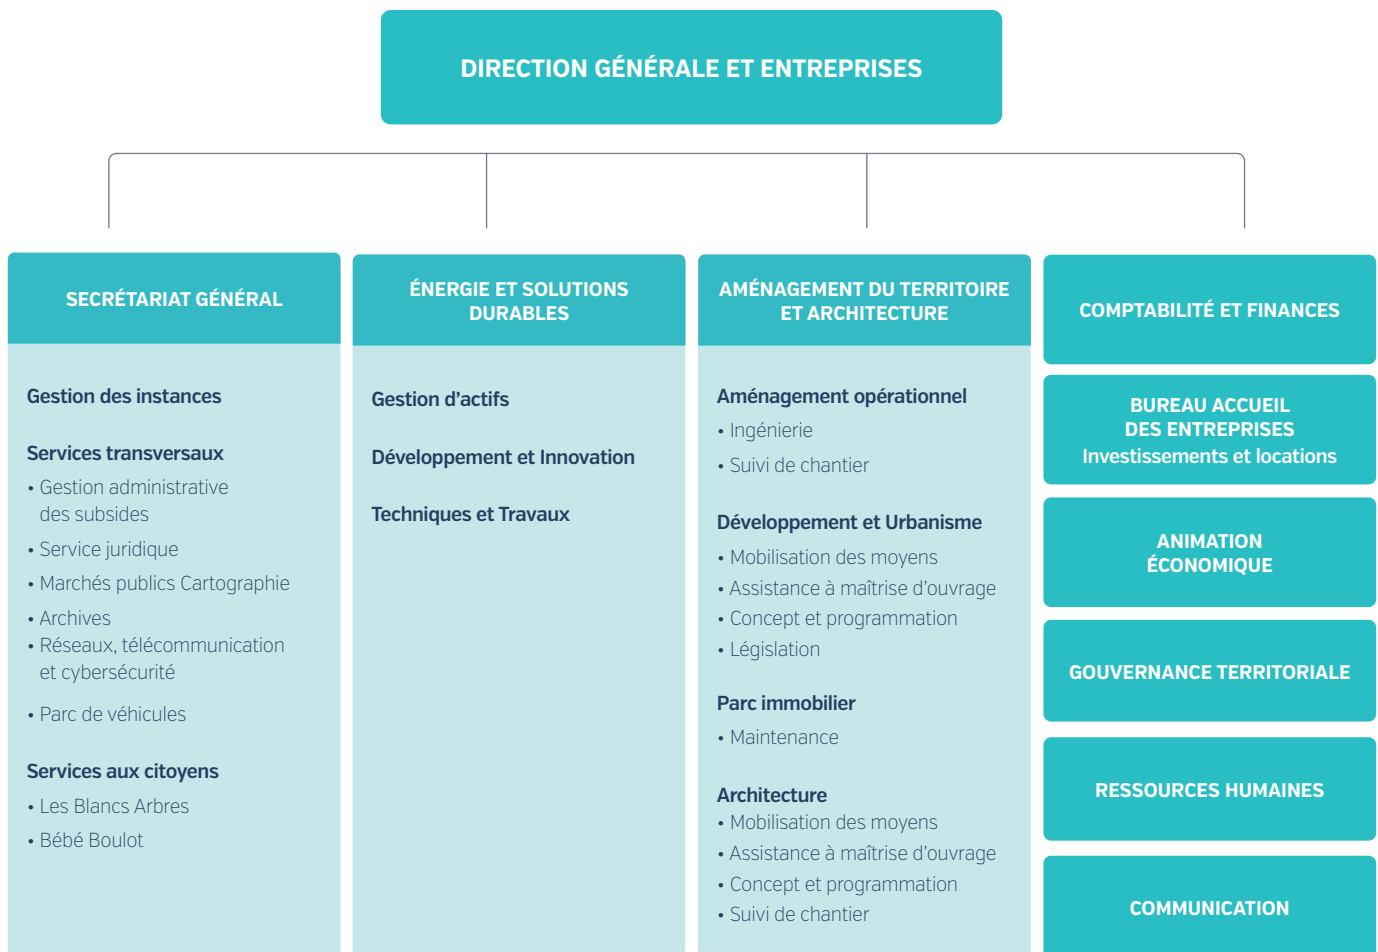 DIRECTION GÉNÉRALE ET ENTREPRISES
SECRÉTARIAT GÉNÉRAL
Gestion des instances
Services transversaux
• Gestion administrative
des subsides
• Service juridique
• Marchés publics Cartographie
• Archives
• Réseaux, télécommunication
et cybersécurité
• Parc de véhicules
Services aux citoyens
• Les Blancs Arbres
• Bébé Boulot
ÉNERGIE ET SOLUTIONS
DURABLES
Gestion d’actifs
Développement et Innovation
Techniques et Travaux
AMÉNAGEMENT DU TERRITOIRE
ET ARCHITECTURE
Aménagement opérationnel
• Ingénierie
• Suivi de chantier
Développement et Urbanisme
• Mobilisation des moyens
• Assistance à maîtrise d’ouvrage
• Concept et programmation
• Législation
Parc immobilier
• Maintenance
Architecture
• Mobilisation des moyens
• Assistance à maîtrise d’ouvrage
• Concept et programmation
• Suivi de chantier
COMPTABILITÉ ET FINANCES
BUREAU ACCUEIL
DES ENTREPRISES
Investissements et locations
ANIMATION
ÉCONOMIQUE
GOUVERNANCE TERRITORIALE
RESSOURCES HUMAINES
COMMUNICATION